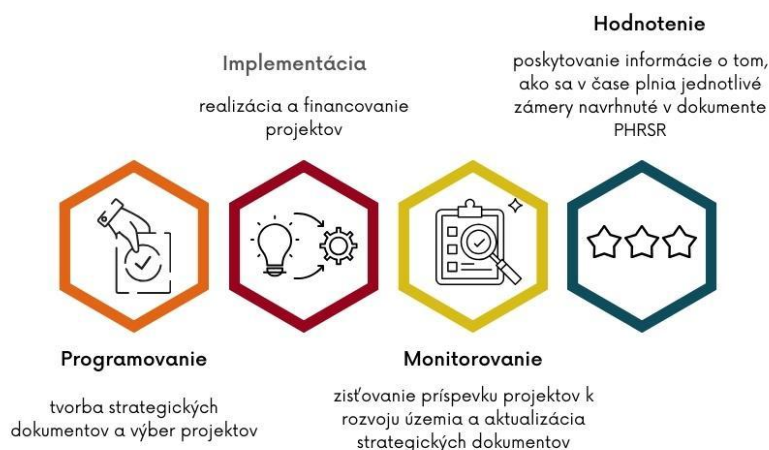 Programovanie
tvorba strategických
dokumentov a výber projektov
Implementácia
realizácia a financovanie
projektov
Monitorovanie
zisťovanie príspevku projektov k
rozvoju územia a aktualizácia
strategických dokumentov
Hodnotenie
poskytovanie informácie o tom,
ako sa v čase plnia jednotlivé
zámery navrhnuté v dokumente
PHRSR